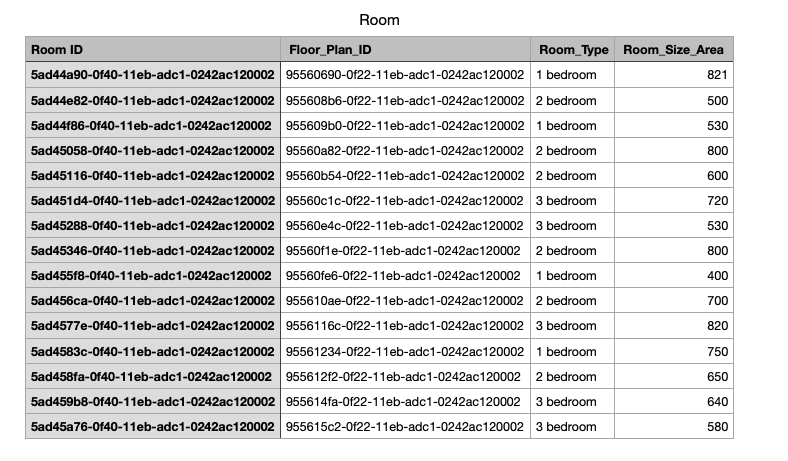 Room
Room ID Floor_Plan_ID Room_Type Room_Size_Area
5ad44a90-0f40-11eb-adc1-0242ac120002 95560690-0f22-11eb-adc1-0242ac120002 1 bedroom 821
5ad44e82-0f40-11eb-adc1-0242ac120002 955608b6-0f22-11eb-adc1-0242ac120002 2 bedroom 500
5ad44f86-0f40-11eb-adc1-0242ac120002 955609b0-0f22-11eb-adc1-0242ac120002 1 bedroom 530
5ad45058-0f40-11eb-adc1-0242ac120002 95560a82-0f22-11eb-adc1-0242ac120002 2 bedroom 800
5ad45116-0f40-11eb-adc1-0242ac120002 95560b54-0f22-11eb-adc1-0242ac120002 2 bedroom 600
5ad451d4-0f40-11eb-adc1-0242ac120002 95560c1c-0f22-11eb-adc1-0242ac120002 3 bedroom 720
5ad45288-0f40-11eb-adc1-0242ac120002 95560e4c-0f22-11eb-adc1-0242ac120002 3 bedroom 530
5ad45346-0f40-11eb-adc1-0242ac120002 95560f1e-0f22-11eb-adc1-0242ac120002 2 bedroom 800
5ad455f8-0f40-11eb-adc1-0242ac120002 95560fe6-0f22-11eb-adc1-0242ac120002 1 bedroom 400
5ad456ca-0f40-11eb-adc1-0242ac120002 955610ae-0f22-11eb-adc1-0242ac120002 2 bedroom 700
5ad4577e-0f40-11eb-adc1-0242ac120002 9556116c-0f22-11eb-adc1-0242ac120002 3 bedroom 820
5ad4583c-0f40-11eb-adc1-0242ac120002 95561234-0f22-11eb-adc1-0242ac120002 1 bedroom 750
5ad458fa-0f40-11eb-adc1-0242ac120002 955612f2-0f22-11eb-adc1-0242ac120002 2 bedroom 650
5ad459b8-0f40-11eb-adc1-0242ac120002 955614fa-0f22-11eb-adc1-0242ac120002 3 bedroom 640
5ad45a76-0f40-11eb-adc1-0242ac120002 955615c2-0f22-11eb-adc1-0242ac120002 3 bedroom 580